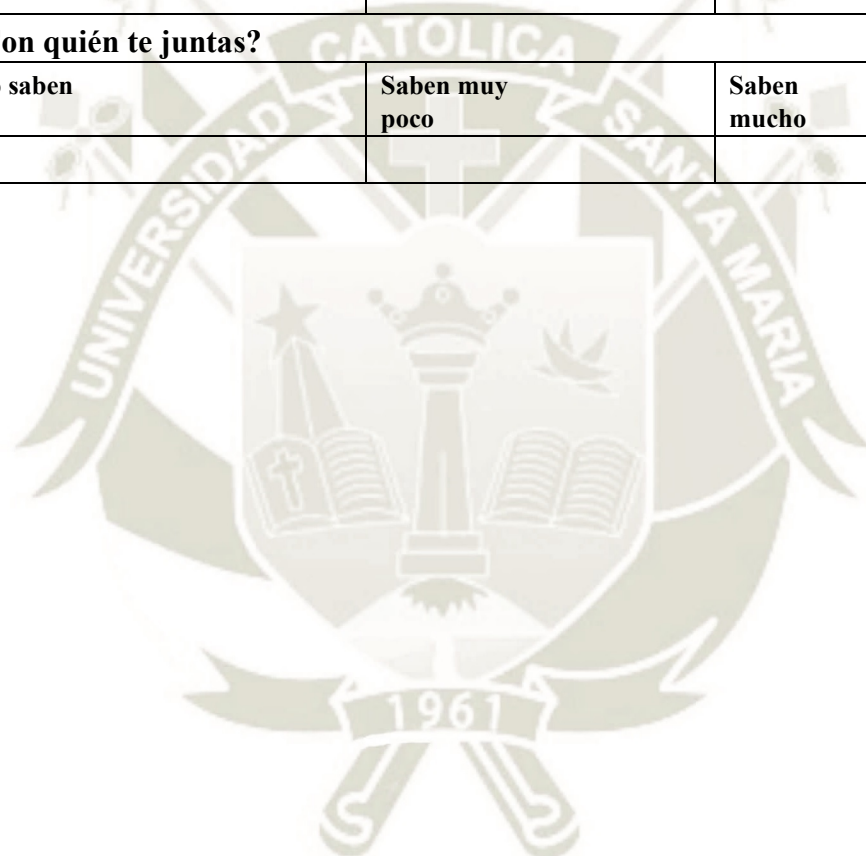 on quién te juntas?
saben
Saben muy
poco
Saben
mucho
UNIVERSIDAD CATOLICA SANTA MARIA
1961